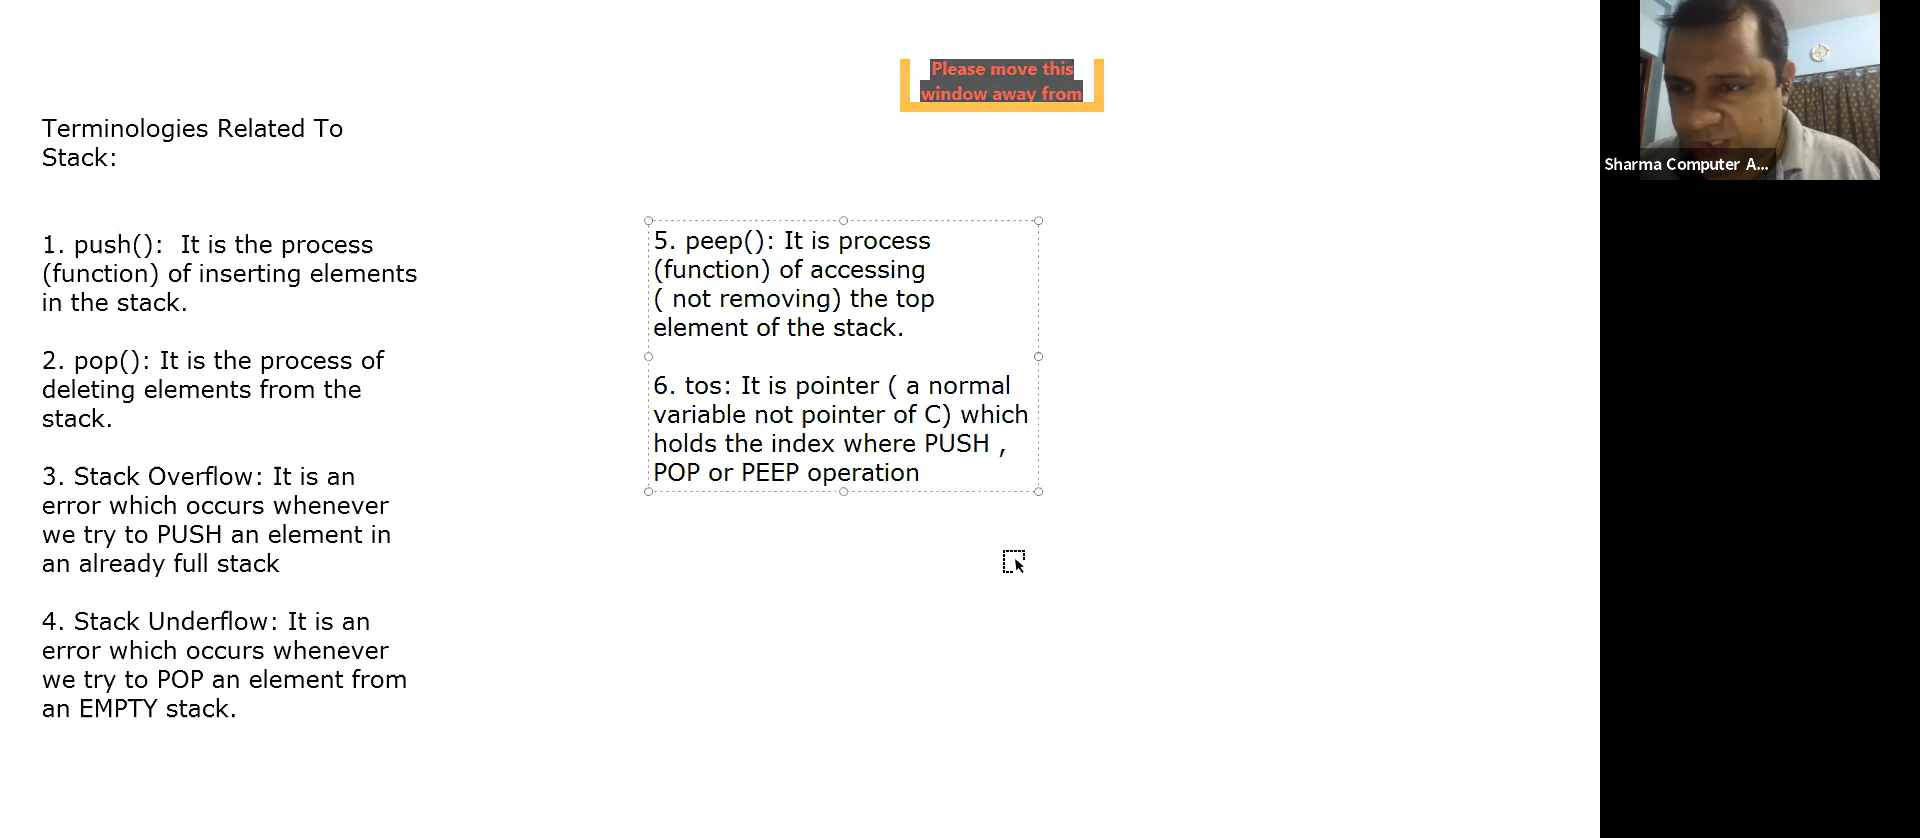 Please move this
window away from
Sharma Computer A...
Terminologies Related To
Stack:
1. push():  It is the process
(function) of inserting elements
in the stack.
2. pop(): It is the process of
deleting elements from the
stack.
3. Stack Overflow: It is an
error which occurs whenever
we try to PUSH an element in
an already full stack
4. Stack Underflow: It is an
error which occurs whenever
we try to POP an element from
an EMPTY stack.
5. peep(): It is process
(function) of accessing
( not removing) the top
element of the stack.
6. tos: It is pointer ( a normal
variable not pointer of C) which
holds the index where PUSH ,
POP or PEEP operation